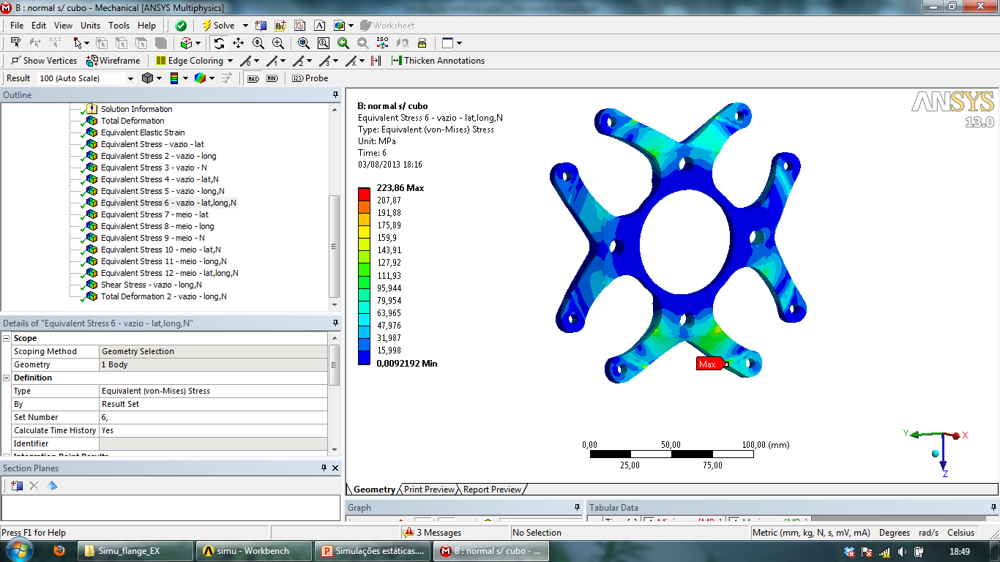 B : normal s/ cubo - Mechanical [ANSYS Multiphysics]
File Edit View Units Tools Help Solve Worksheet
Show Vertices Wireframe Edge Coloring Thicken Annotations
Result 100 (Auto Scale) MAX MIN Probe
Outline
Solution Information
Total Deformation
Equivalent Elastic Strain
Equivalent Stress - vazio - lat
Equivalent Stress 2 - vazio - long
Equivalent Stress 3 - vazio - N
Equivalent Stress 4 - vazio - lat,N
Equivalent Stress 5 - vazio - long,N
Equivalent Stress 6 - vazio - lat,long,N
Equivalent Stress 7 - meio - lat
Equivalent Stress 8 - meio - long
Equivalent Stress 9 - meio - N
Equivalent Stress 10 - meio - lat,N
Equivalent Stress 11 - meio - long,N
Equivalent Stress 12 - meio - lat,long,N
Shear Stress - vazio - long,N
Total Deformation 2 - vazio - long,N
Details of "Equivalent Stress 6 - vazio - lat,long,N"
Scope
Scoping Method Geometry Selection
Geometry 1 Body
Definition
Type Equivalent (von-Mises) Stress
By Result Set
Set Number 6,
Calculate Time History Yes
Identifier
Integration Point Results
Section Planes
B: normal s/ cubo
Equivalent Stress 6 - vazio - lat,long,N
Type: Equivalent (von-Mises) Stress
Unit: MPa
Time: 6
03/08/2013 18:16
223,86 Max
207,87
191,88
175,89
159,9
143,91
127,92
111,93
95,944
79,954
63,965
47,976
31,987
15,998
0,0092192 Min
ANSYS
13.0
Max
0,00 50,00 100,00 (mm)
25,00 75,00
Y X
Z
Geometry Print Preview Report Preview
Graph Tabular Data
Press F1 for Help 3 Messages No Selection Metric (mm, kg, N, s, mV, mA) Degrees rad/s Celsius
Simu_flange_EX simu - Workbench Simulações estáticas.... B : normal s/ cubo - ... 18:49